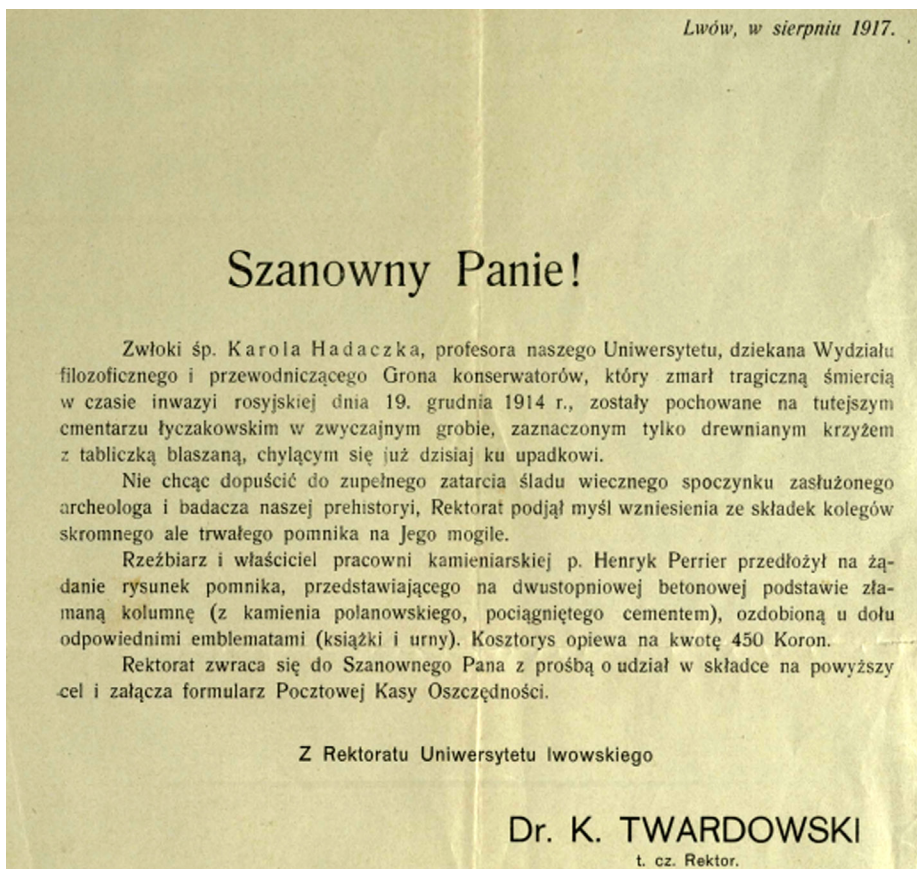 Lwów, w sierpniu 1917.
Szanowny Panie!
Zwłoki śp. Karola Hadaczka, profesora naszego Uniwersytetu, dziekana Wydziału
filozoficznego i przewodniczącego Grona konserwatorów, który zmarł tragiczną śmiercią
w czasie inwazyi rosyjskiej dnia 19. grudnia 1914 r., zostały pochowane na tutejszym
cmentarzu łyczakowskim w zwyczajnym grobie, zaznaczonym tylko drewnianym krzyżem
z tabliczką blaszaną, chylącym się już dzisiaj ku upadkowi.
Nie chcąc dopuścić do zupełnego zatarcia śladu wiecznego spoczynku zasłużonego
archeologa i badacza naszej prehistoryi, Rektorat podjął myśl wzniesienia ze składek kolegów
skromnego ale trwałego pomnika na Jego mogile.
Rzeźbiarz i właściciel pracowni kamieniarskiej p. Henryk Perrier przedłożył na żą-
danie rysunek pomnika, przedstawiającego na dwustopniowej betonowej podstawie zła-
maną kolumnę (z kamienia polanowskiego, pociągniętego cementem), ozdobioną u dołu
odpowiednimi emblematami (książki i urny). Kosztorys opiewa na kwotę 450 Koron.
Rektorat zwraca się do Szanownego Pana z prośbą o udział w składce na powyższy
cel i załącza formularz Pocztowej Kasy Oszczędności.
Z Rektoratu Uniwersytetu lwowskiego
Dr. K. TWARDOWSKI
t. cz. Rektor.